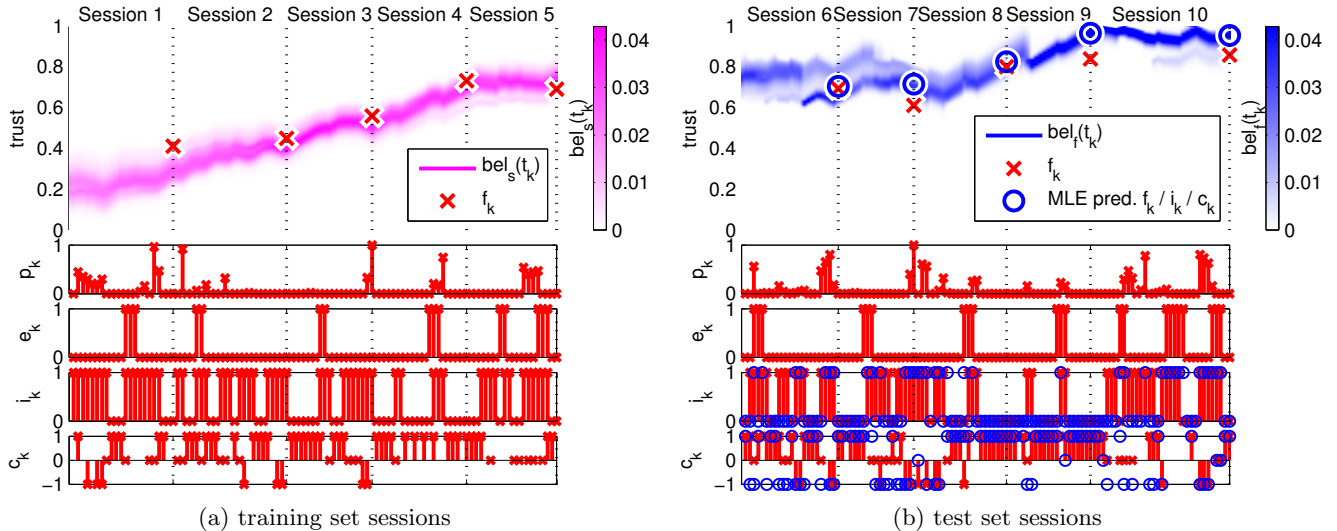 Session 1 Session 2 Session 3 Session 4 Session 5
1
0.8
0.6
0.4
0.2
0
trust
bel_s(t_k)
f_k
0.04
0.03
0.02
0.01
0
bel_s(t_k)
1
0
p_k
1
0
e_k
1
0
i_k
1
0
−1
c_k
(a) training set sessions
Session 6 Session 7 Session 8 Session 9 Session 10
1
0.8
0.6
0.4
0.2
0
trust
bel_f(t_k)
f_k
MLE pred. f_k / i_k / c_k
0.04
0.03
0.02
0.01
0
bel_f(t_k)
1
0
p_k
1
0
e_k
1
0
i_k
1
0
−1
c_k
(b) test set sessions